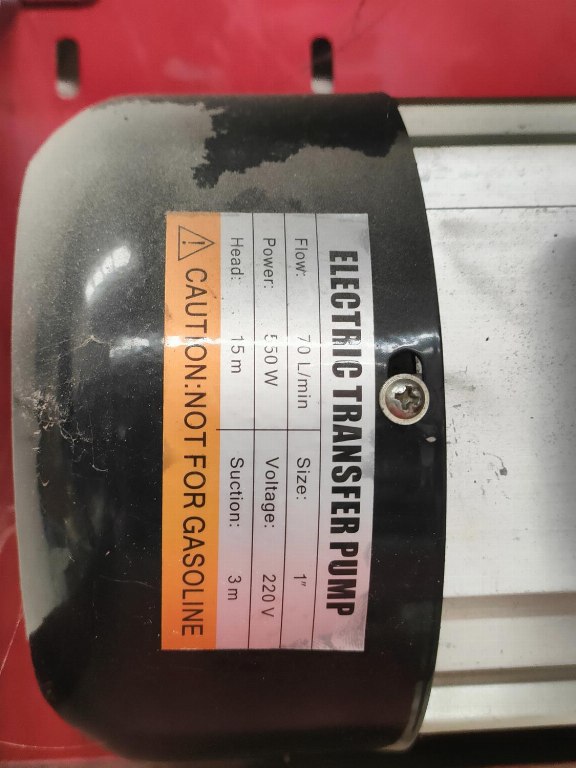 ELECTRIC TRANSFER PUMP
Flow: 70 L/min Size: 1"
Power: 550 W Voltage: 220 V
Head: 15 m Suction: 3 m
CAUTION:NOT FOR GASOLINE